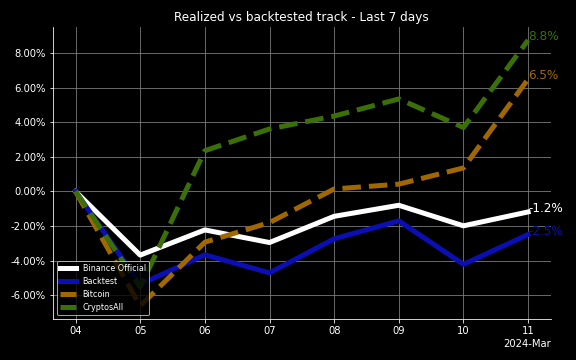 Realized vs backtested track - Last 7 days
8.00%
6.00%
4.00%
2.00%
0.00%
-2.00%
-4.00%
-6.00%
8.8%
6.5%
-1.2%
-2.5%
Binance Official
Backtest
Bitcoin
CryptosAll
04 05 06 07 08 09 10 11
2024-Mar